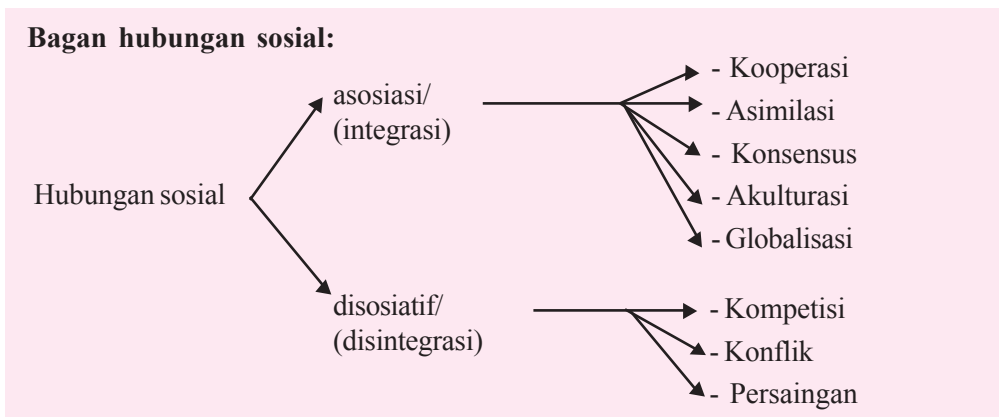 Bagan hubungan sosial:
Hubungan sosial
asosiasi/
(integrasi)
- Kooperasi
- Asimilasi
- Konsensus
- Akulturasi
- Globalisasi
disosiatif/
(disintegrasi)
- Kompetisi
- Konflik
- Persaingan